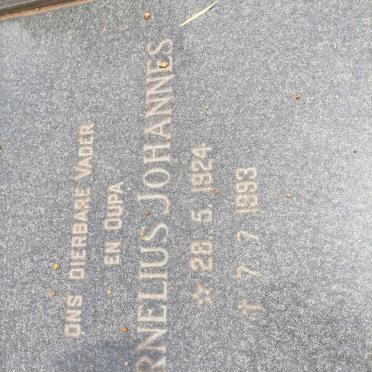 ONS DIERBARE VADER
EN OUPA
RNELIUS JOHANNES
☆ 28. 5. 1924
† 7. 7. 1993